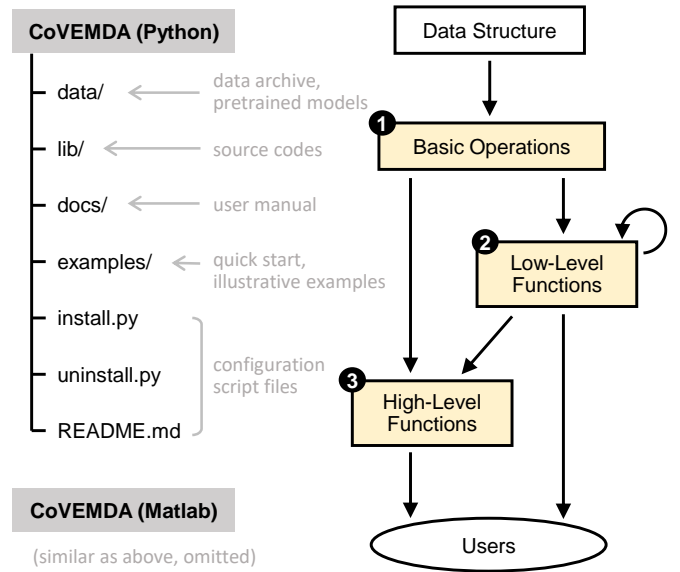 CoVEMDA (Python)
data/
data archive,
pretrained models
lib/
source codes
docs/
user manual
examples/
quick start,
illustrative examples
install.py
uninstall.py
README.md
configuration
script files
CoVEMDA (Matlab)
(similar as above, omitted)
Data Structure
1
Basic Operations
2
Low-Level
Functions
3
High-Level
Functions
Users